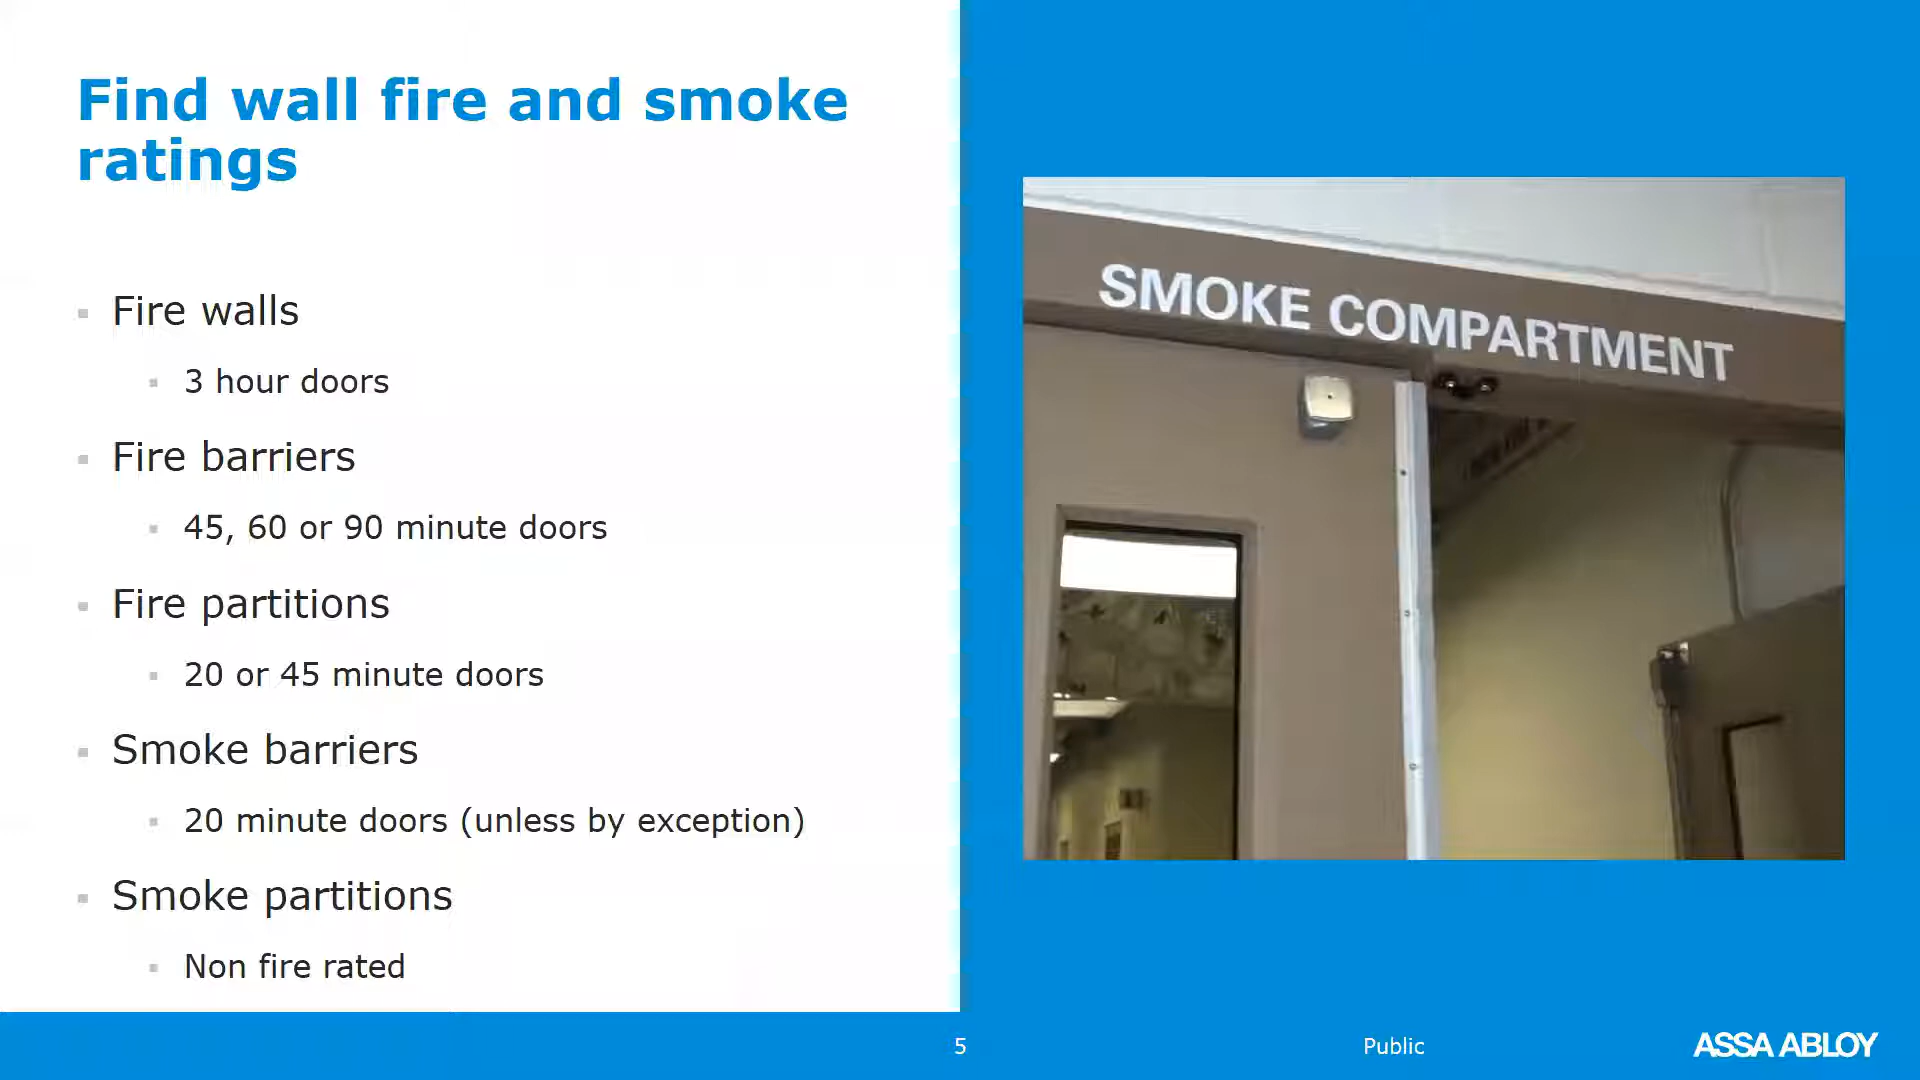 Find wall fire and smoke
ratings
Fire walls
3 hour doors
Fire barriers
45, 60 or 90 minute doors
Fire partitions
20 or 45 minute doors
Smoke barriers
20 minute doors (unless by exception)
Smoke partitions
Non fire rated
SMOKE COMPARTMENT
5
Public
ASSA ABLOY